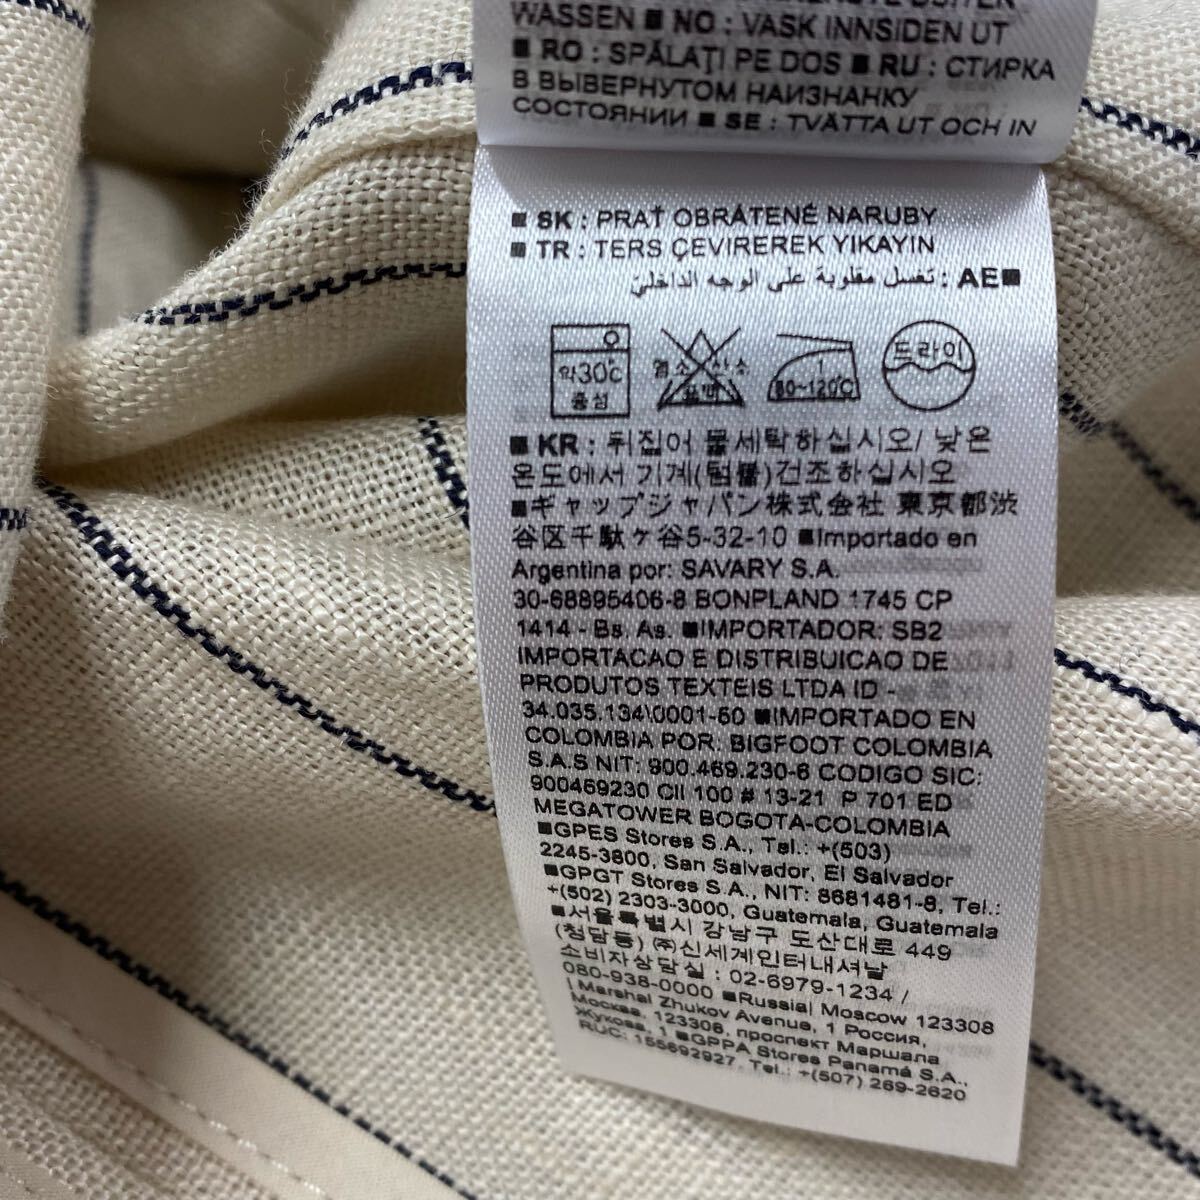 WASSEN ■ NO : VASK INNSIDEN UT
■ RO : SPĂLAŢI PE DOS ■ RU : СТИРКА
В ВЫВЕРНУТОМ НАИЗНАНКУ
СОСТОЯНИИ ■ SE : TVÄTTA UT OCH IN
■ SK : PRAŤ OBRÁTENÉ NARUBY
■ TR : TERS ÇEVIREREK YIKAYIN
■AE : تغسل مقلوبة على الوجه الداخلي
약30℃
중성
염소 산소
표백
80~120℃
드라이
■ KR : 뒤집어 물세탁하십시오/ 낮은
온도에서 기계(텀블)건조하십시오
■ギャップジャパン株式会社 東京都渋
谷区千駄ヶ谷5-32-10 ■Importado en
Argentina por: SAVARY S.A.
30-68895406-8 BONPLAND 1745 CP
1414 - Bs. As. ■IMPORTADOR: SB2
IMPORTACAO E DISTRIBUICAO DE
PRODUTOS TEXTEIS LTDA ID -
34.035.134\0001-50 ■IMPORTADO EN
COLOMBIA POR: BIGFOOT COLOMBIA
S.A.S NIT: 900.469.230-6 CODIGO SIC:
900469230 Cll 100 # 13-21 P 701 ED
MEGATOWER BOGOTA-COLOMBIA
■GPES Stores S.A., Tel.: +(503)
2245-3800, San Salvador, El Salvador
■GPGT Stores S.A., NIT: 8681481-8, Tel.:
+(502) 2303-3000, Guatemala, Guatemala
■서울특별시 강남구 도산대로 449
(청담동) ㈜신세계인터내셔날
소비자상담실 : 02-6979-1234 /
080-938-0000 ■Russia| Moscow 123308
| Marshal Zhukov Avenue, 1 Россия,
Москва, 123308, проспект Маршала
Жукова, 1 ■GPPA Stores Panamá S.A.,
RUC: 155692927, Tel.: +(507) 269-2620